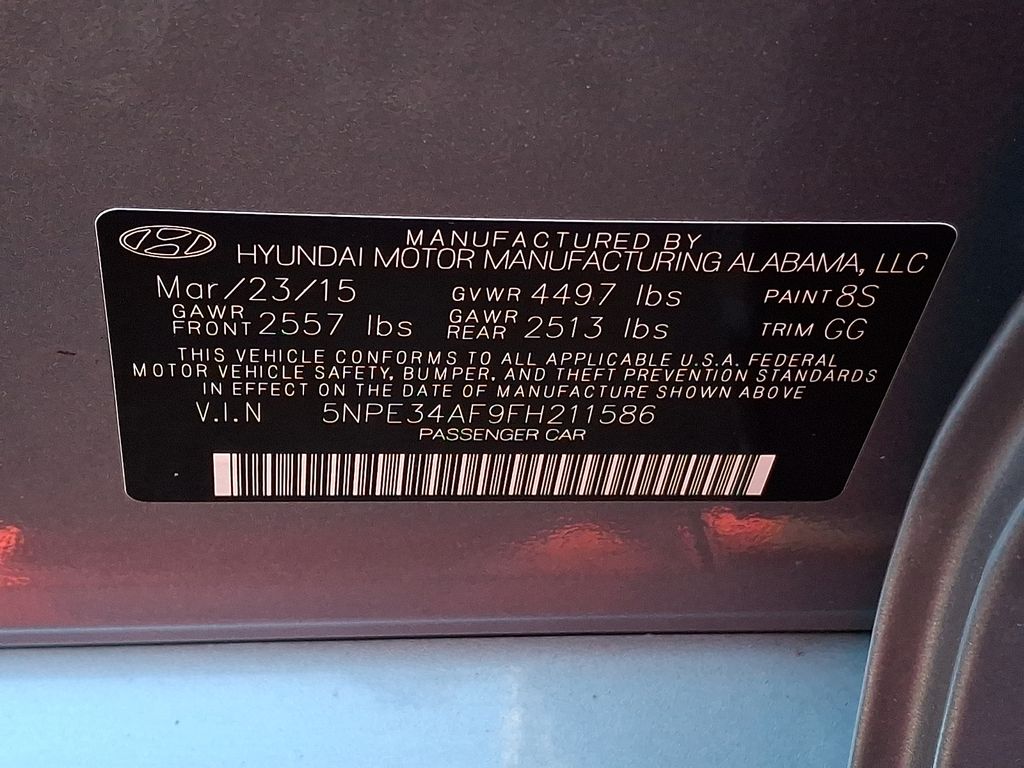 MANUFACTURED BY
HYUNDAI MOTOR MANUFACTURING ALABAMA, LLC
Mar/23/15 GVWR 4497 lbs PAINT 8S
GAWR FRONT 2557 lbs GAWR REAR 2513 lbs TRIM GG
THIS VEHICLE CONFORMS TO ALL APPLICABLE U.S.A. FEDERAL
MOTOR VEHICLE SAFETY, BUMPER, AND THEFT PREVENTION STANDARDS
IN EFFECT ON THE DATE OF MANUFACTURE SHOWN ABOVE
V.I.N 5NPE34AF9FH211586
PASSENGER CAR